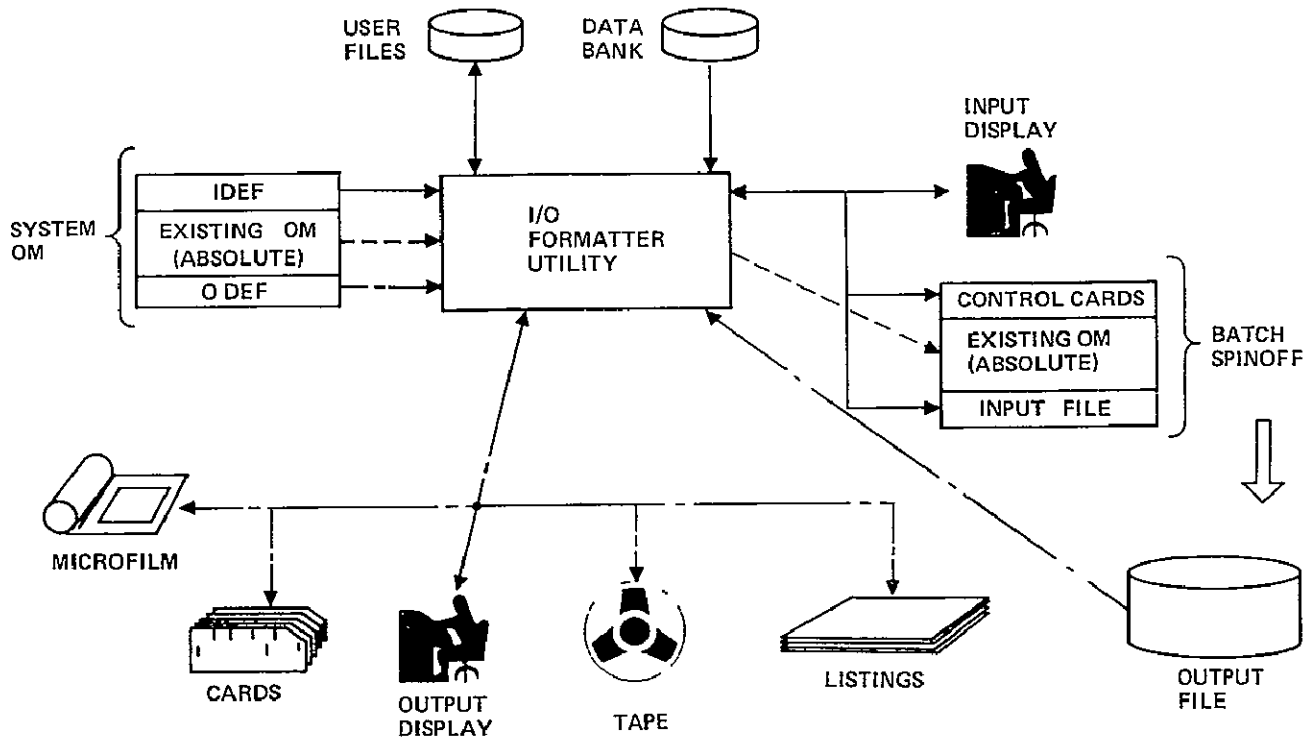 USER
FILES
DATA
BANK
INPUT
DISPLAY
SYSTEM
OM
IDEF
EXISTING OM
(ABSOLUTE)
O DEF
I/O
FORMATTER
UTILITY
CONTROL CARDS
EXISTING OM
(ABSOLUTE)
INPUT FILE
BATCH
SPINOFF
MICROFILM
CARDS
OUTPUT
DISPLAY
TAPE
LISTINGS
OUTPUT
FILE